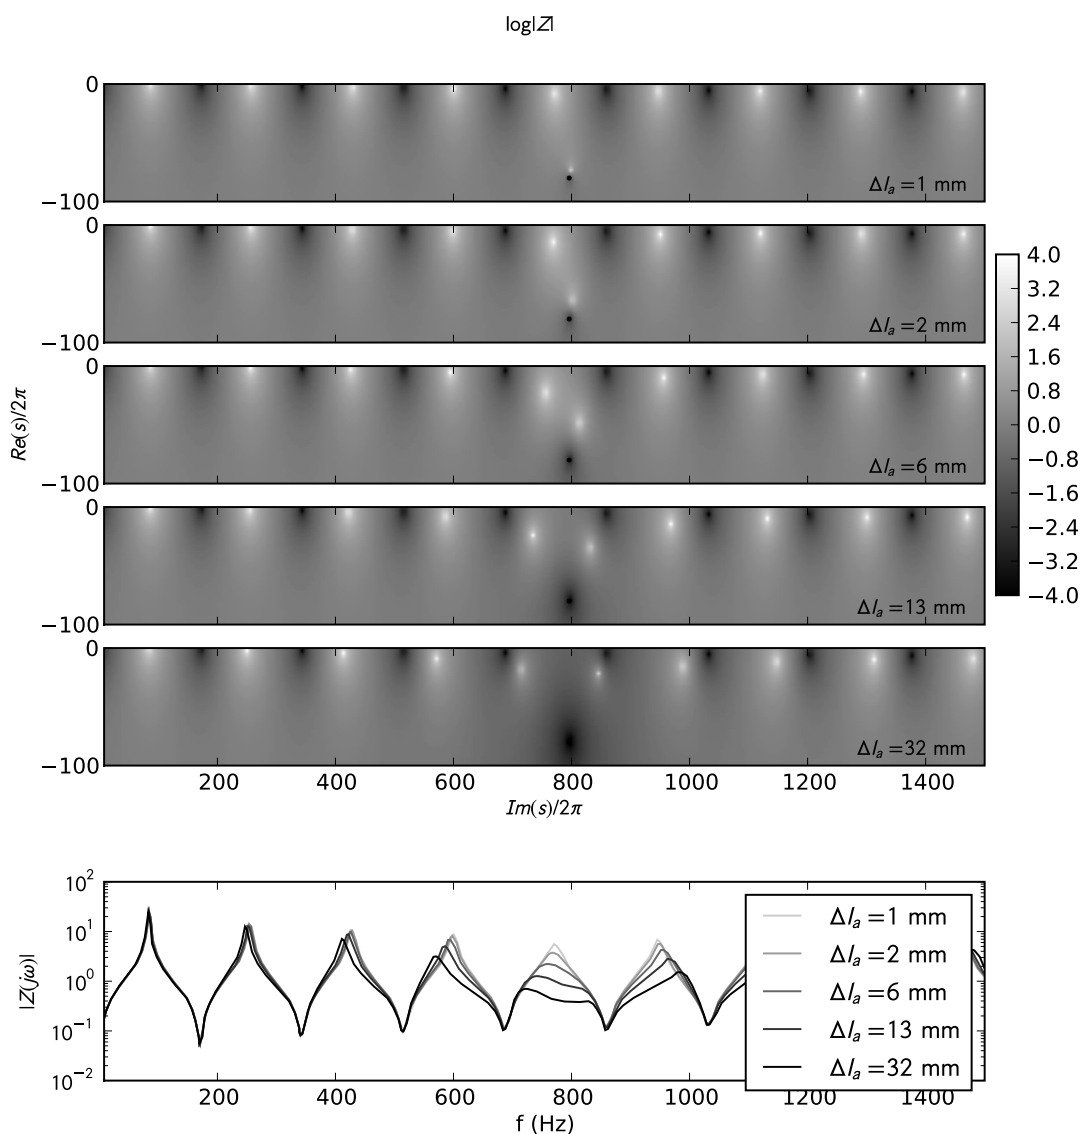 log|Z|
0
−100
Δl_a=1 mm
0
−100
Δl_a=2 mm
0
−100
Δl_a=6 mm
0
−100
Δl_a=13 mm
0
−100
Δl_a=32 mm
200 400 600 800 1000 1200 1400
Im(s)/2π
Re(s)/2π
4.0
3.2
2.4
1.6
0.8
0.0
−0.8
−1.6
−2.4
−3.2
−4.0
10^2
10^1
10^0
10^-1
10^-2
|Z(jω)|
Δl_a=1 mm
Δl_a=2 mm
Δl_a=6 mm
Δl_a=13 mm
Δl_a=32 mm
200 400 600 800 1000 1200 1400
f (Hz)